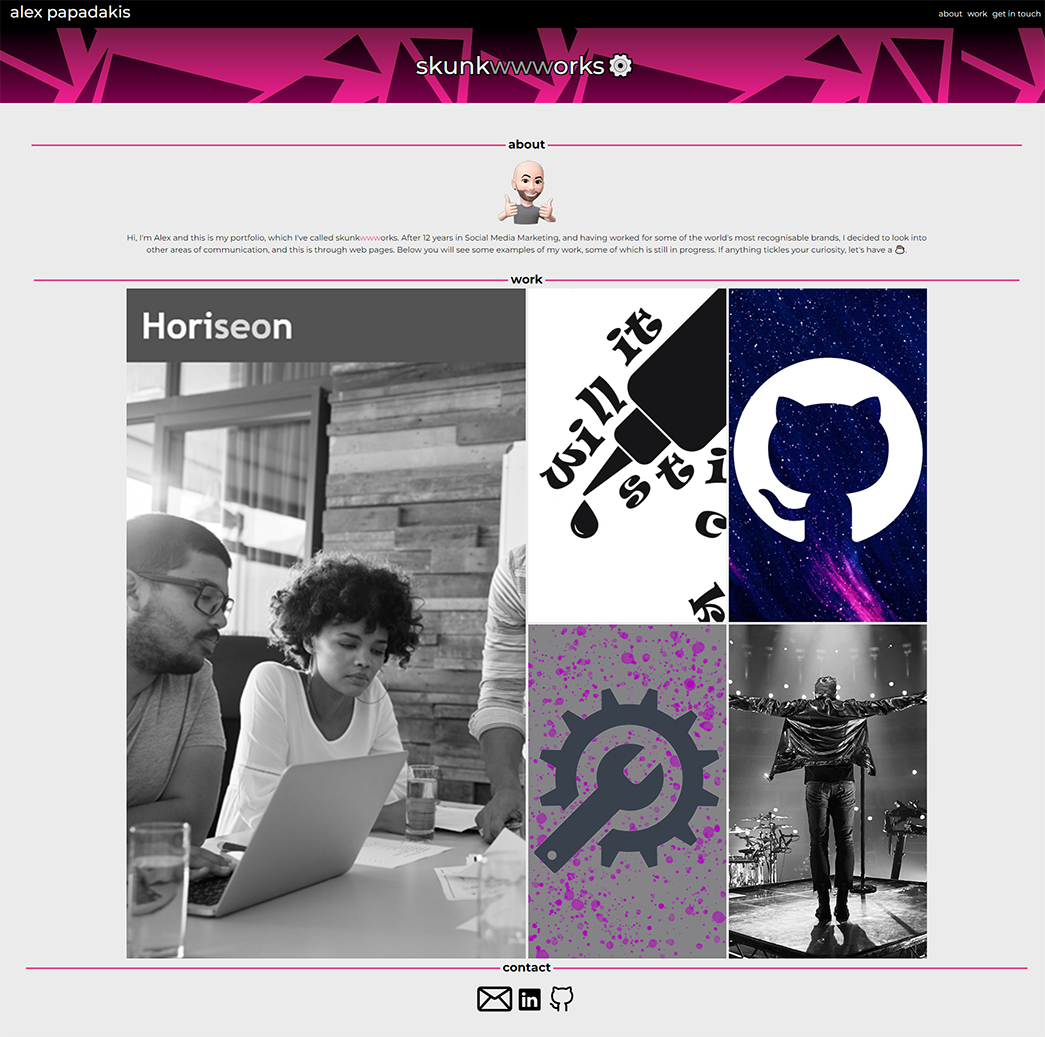 alex papadakis
about work get in touch
skunkwwworks
about
Hi, I'm Alex and this is my portfolio, which I've called skunkwwworks. After 12 years in Social Media Marketing, and having worked for some of the world's most recognisable brands, I decided to look into
other areas of communication, and this is through web pages. Below you will see some examples of my work, some of which is still in progress. If anything tickles your curiosity, let's have a ☕.
work
Horiseon
will it
stick
contact
in